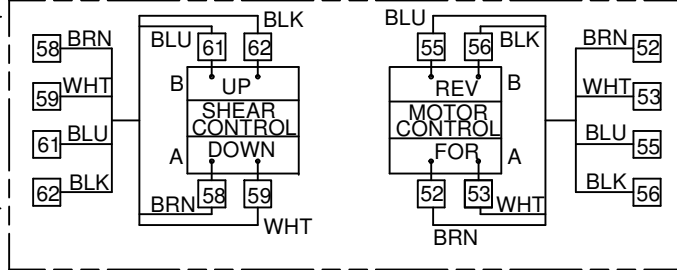 BLK
BLU
58 BRN
BLU 61 62
55 56 BLK
BRN 52
59 WHT
B UP
REV B
WHT 53
SHEAR
CONTROL
MOTOR
CONTROL
61 BLU
BLU 55
A DOWN
FOR A
62 BLK
BRN 58 59
52 53 WHT
BLK 56
WHT
BRN